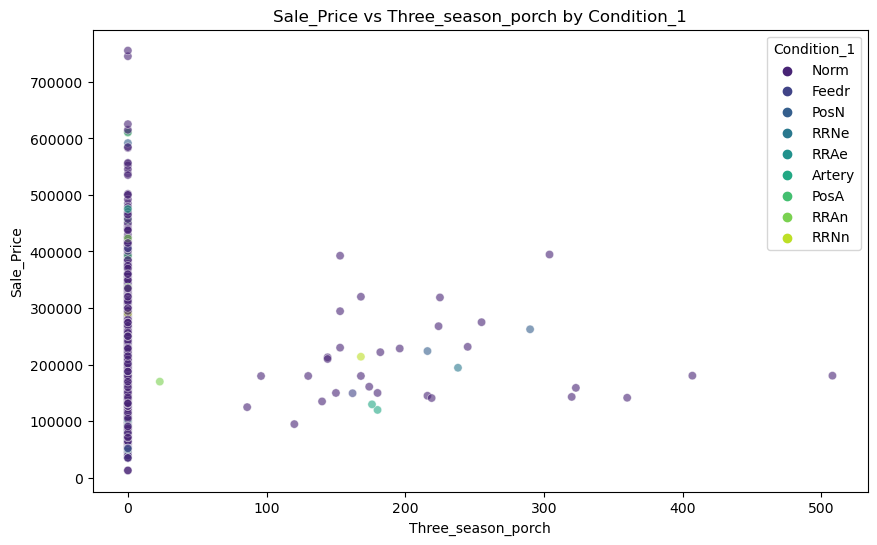 Sale_Price vs Three_season_porch by Condition_1
Condition_1
Norm
Feedr
PosN
RRNe
RRAe
Artery
PosA
RRAn
RRNn
Sale_Price
700000
600000
500000
400000
300000
200000
100000
0
0 100 200 300 400 500
Three_season_porch